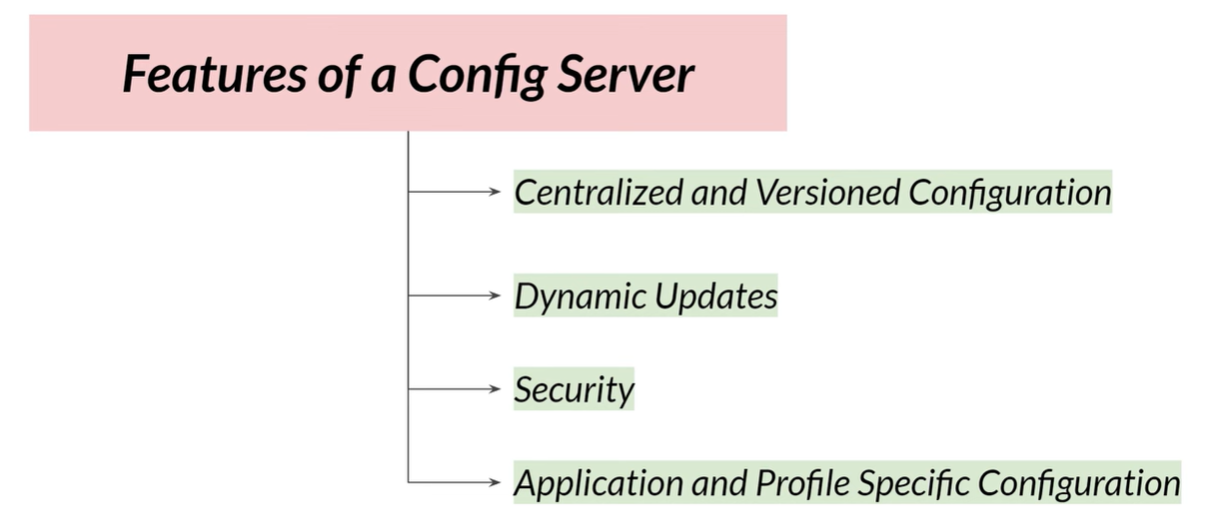 Features of a Config Server
Centralized and Versioned Configuration
Dynamic Updates
Security
Application and Profile Specific Configuration